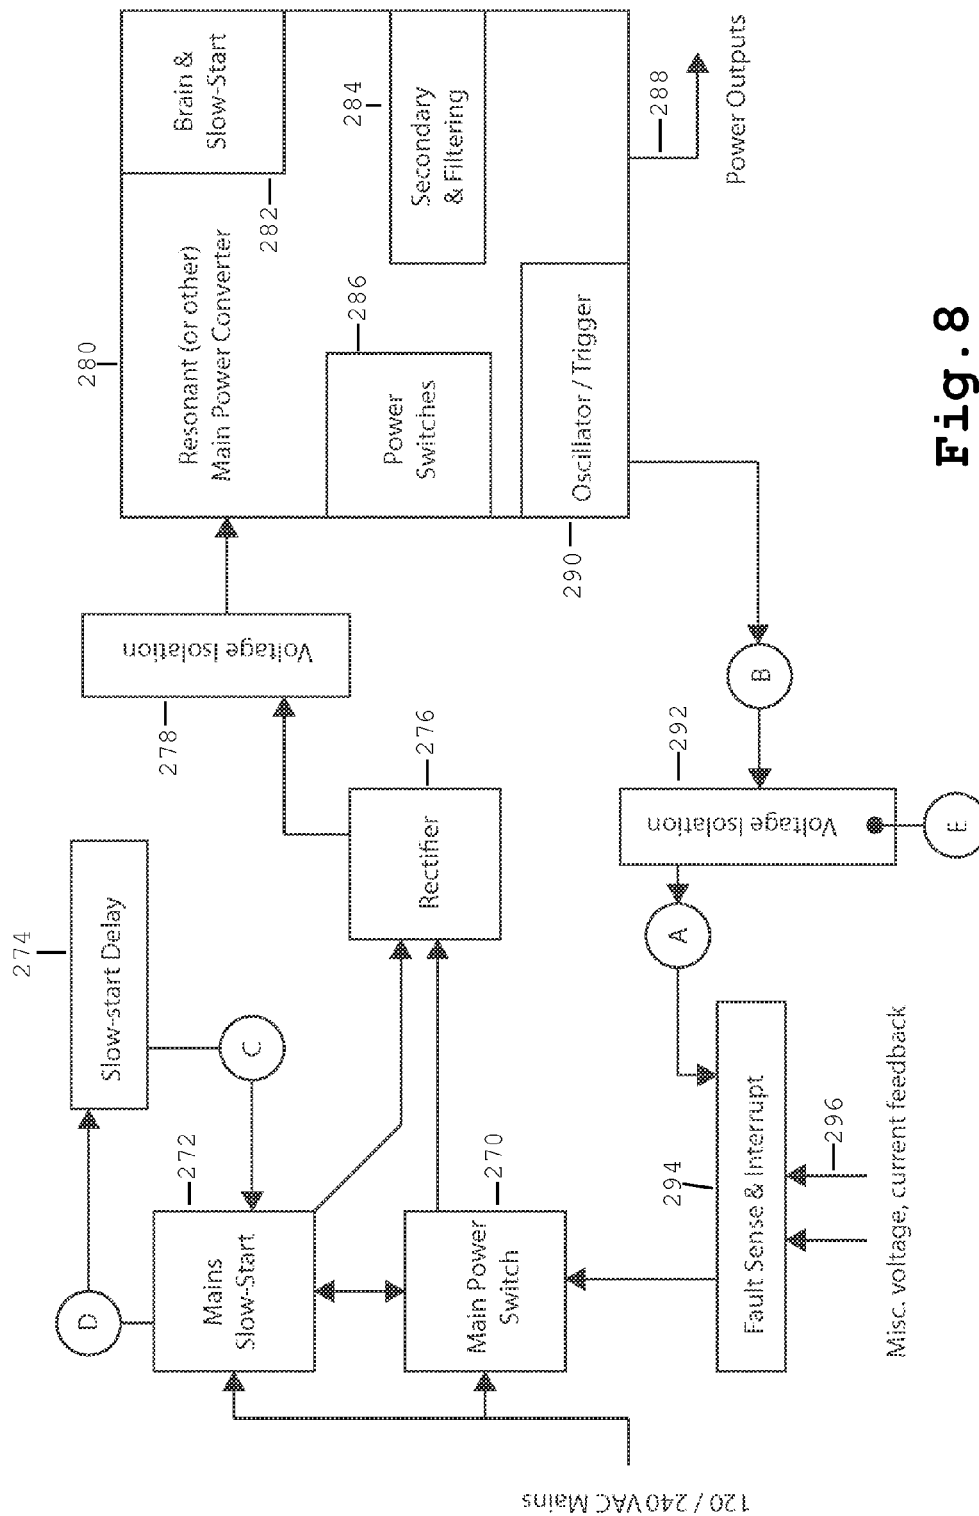 274
Slow-start Delay
D
C
272
Mains
Slow-Start
120 / 240 VAC Mains
270
Main Power
Switch
276
Rectifier
278
Voltage Isolation
280
Resonant (or other)
Main Power Converter
Brain &
Slow-Start
282
284
Secondary
& Filtering
286
Power
Switches
Oscillator / Trigger
290
288
Power Outputs
B
292
Voltage Isolation
E
A
294
Fault Sense & Interrupt
296
Misc. voltage, current feedback
Fig. 8